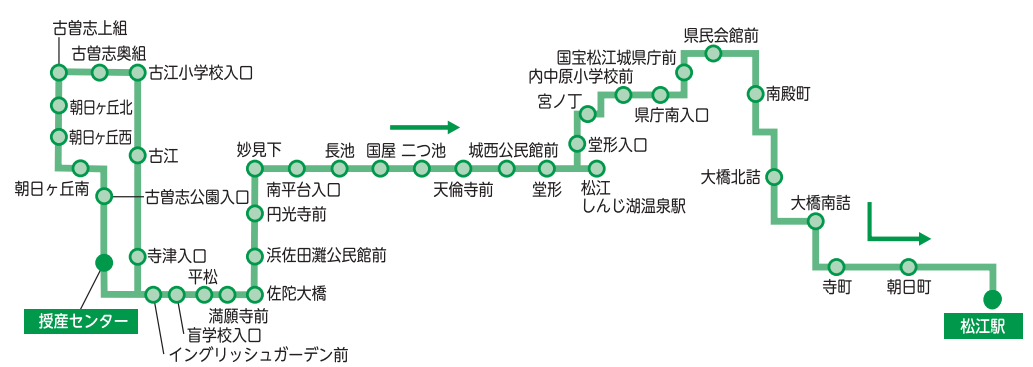 古曽志上組
古曽志奥組
古江小学校入口
朝日ヶ丘北
朝日ヶ丘西
古江
朝日ヶ丘南
古曽志公園入口
寺津入口
授産センター
平松
満願寺前
盲学校入口
イングリッシュガーデン前
佐陀大橋
浜佐田灘公民館前
円光寺前
妙見下
南平台入口
長池
国屋
二つ池
天倫寺前
城西公民館前
堂形
松江
しんじ湖温泉駅
堂形入口
宮ノ丁
内中原小学校前
国宝松江城県庁前
県庁南入口
県民会館前
南殿町
大橋北詰
大橋南詰
寺町
朝日町
松江駅